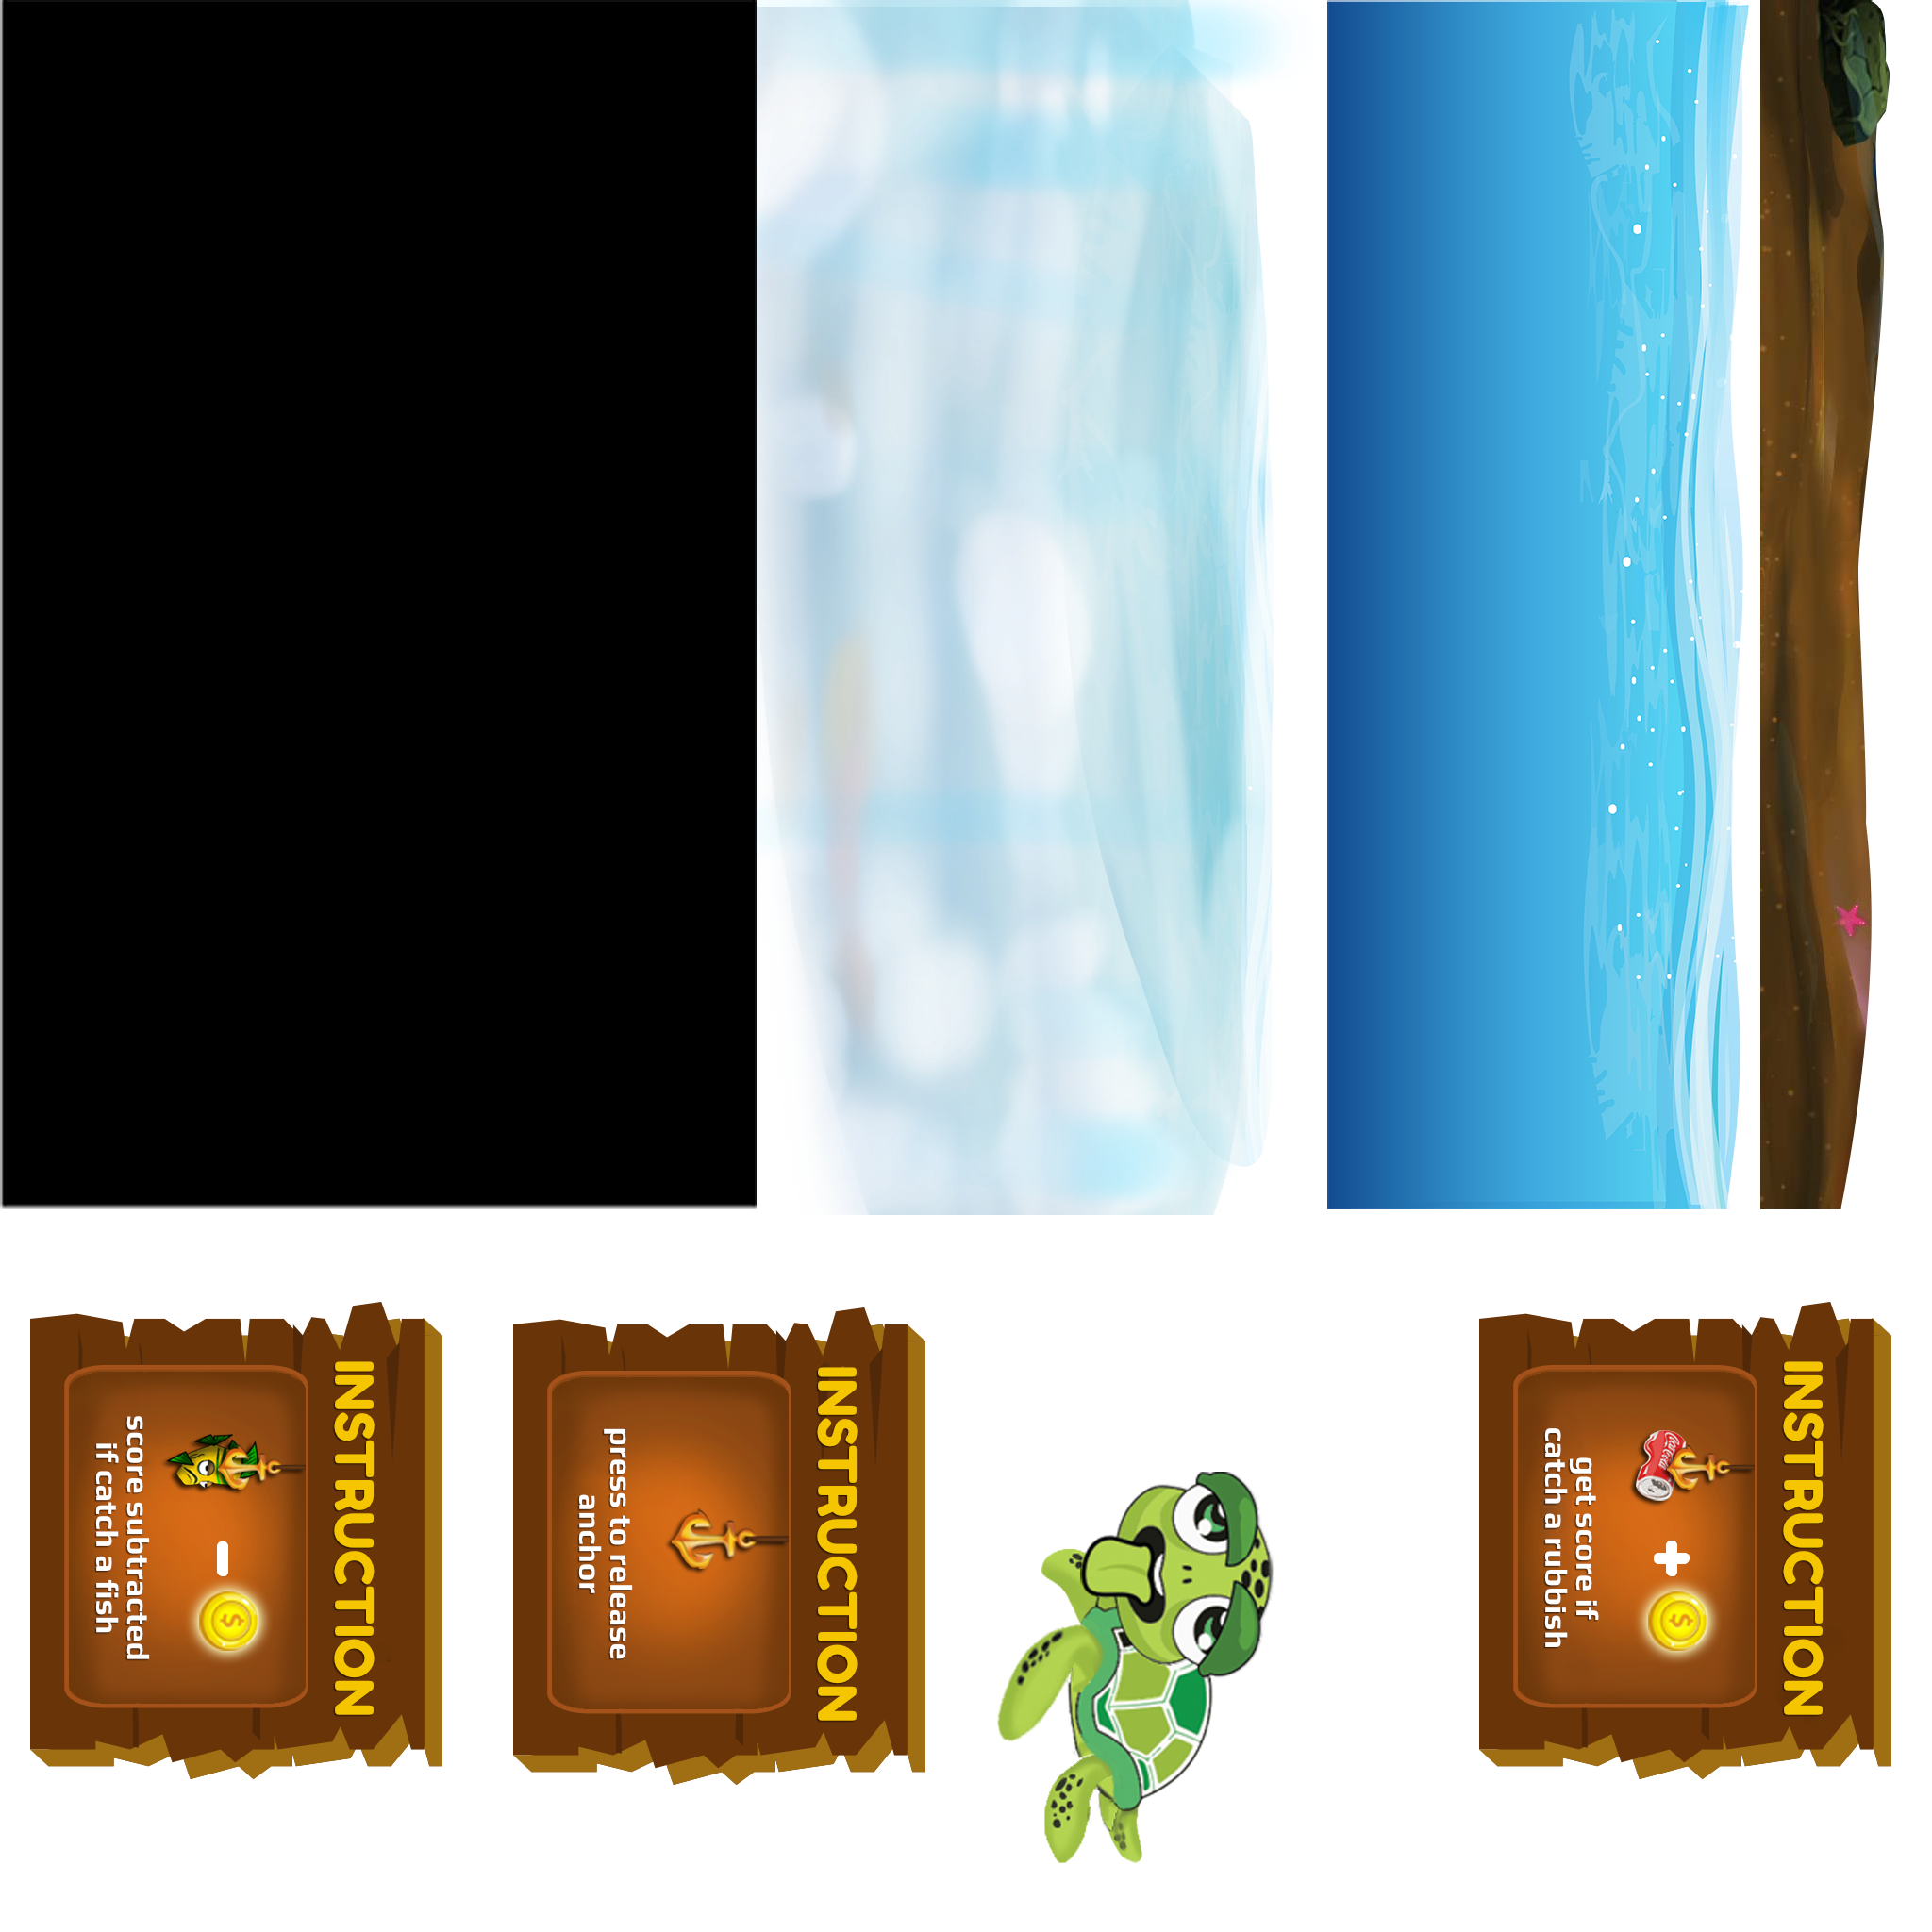 INSTRUCTION
score subtracted
if catch a fish
INSTRUCTION
press to release
anchor
INSTRUCTION
get score if
catch a rubbish